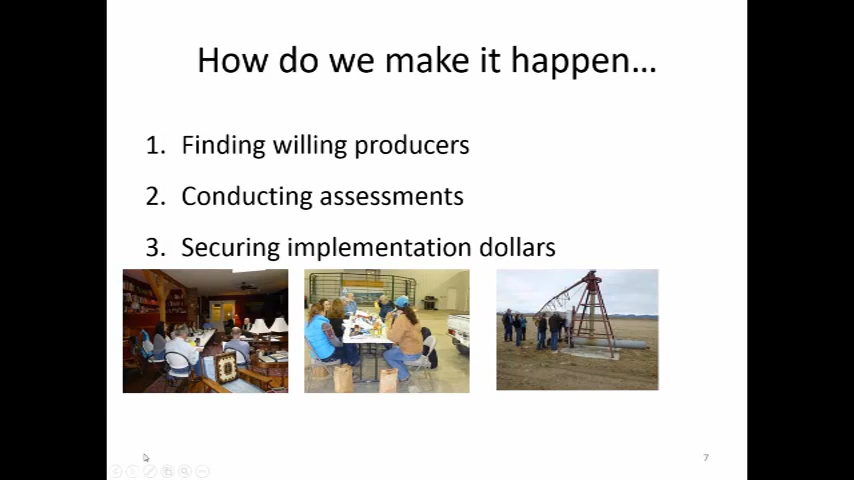 How do we make it happen…
1. Finding willing producers
2. Conducting assessments
3. Securing implementation dollars
7